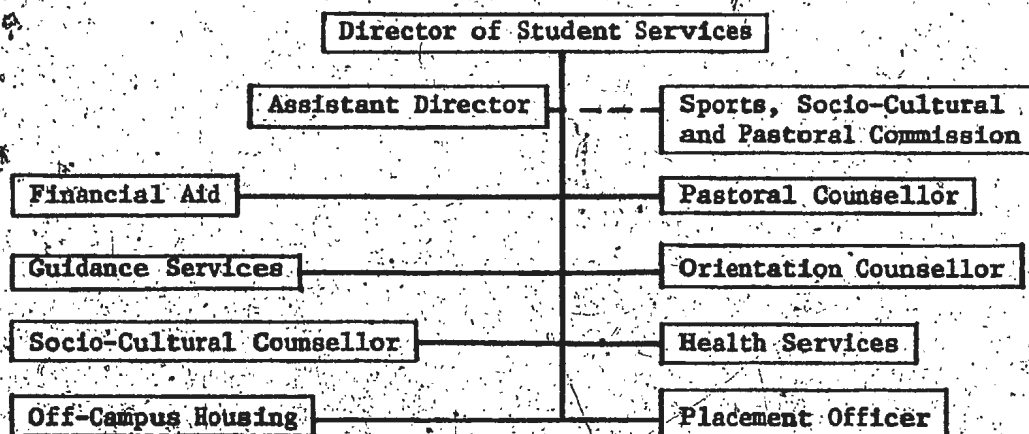 Director of Student Services
Assistant Director
Sports, Socio-Cultural
and Pastoral Commission
Financial Aid
Pastoral Counsellor
Guidance Services
Orientation Counsellor
Socio-Cultural Counsellor
Health Services
Off-Campus Housing
Placement Officer